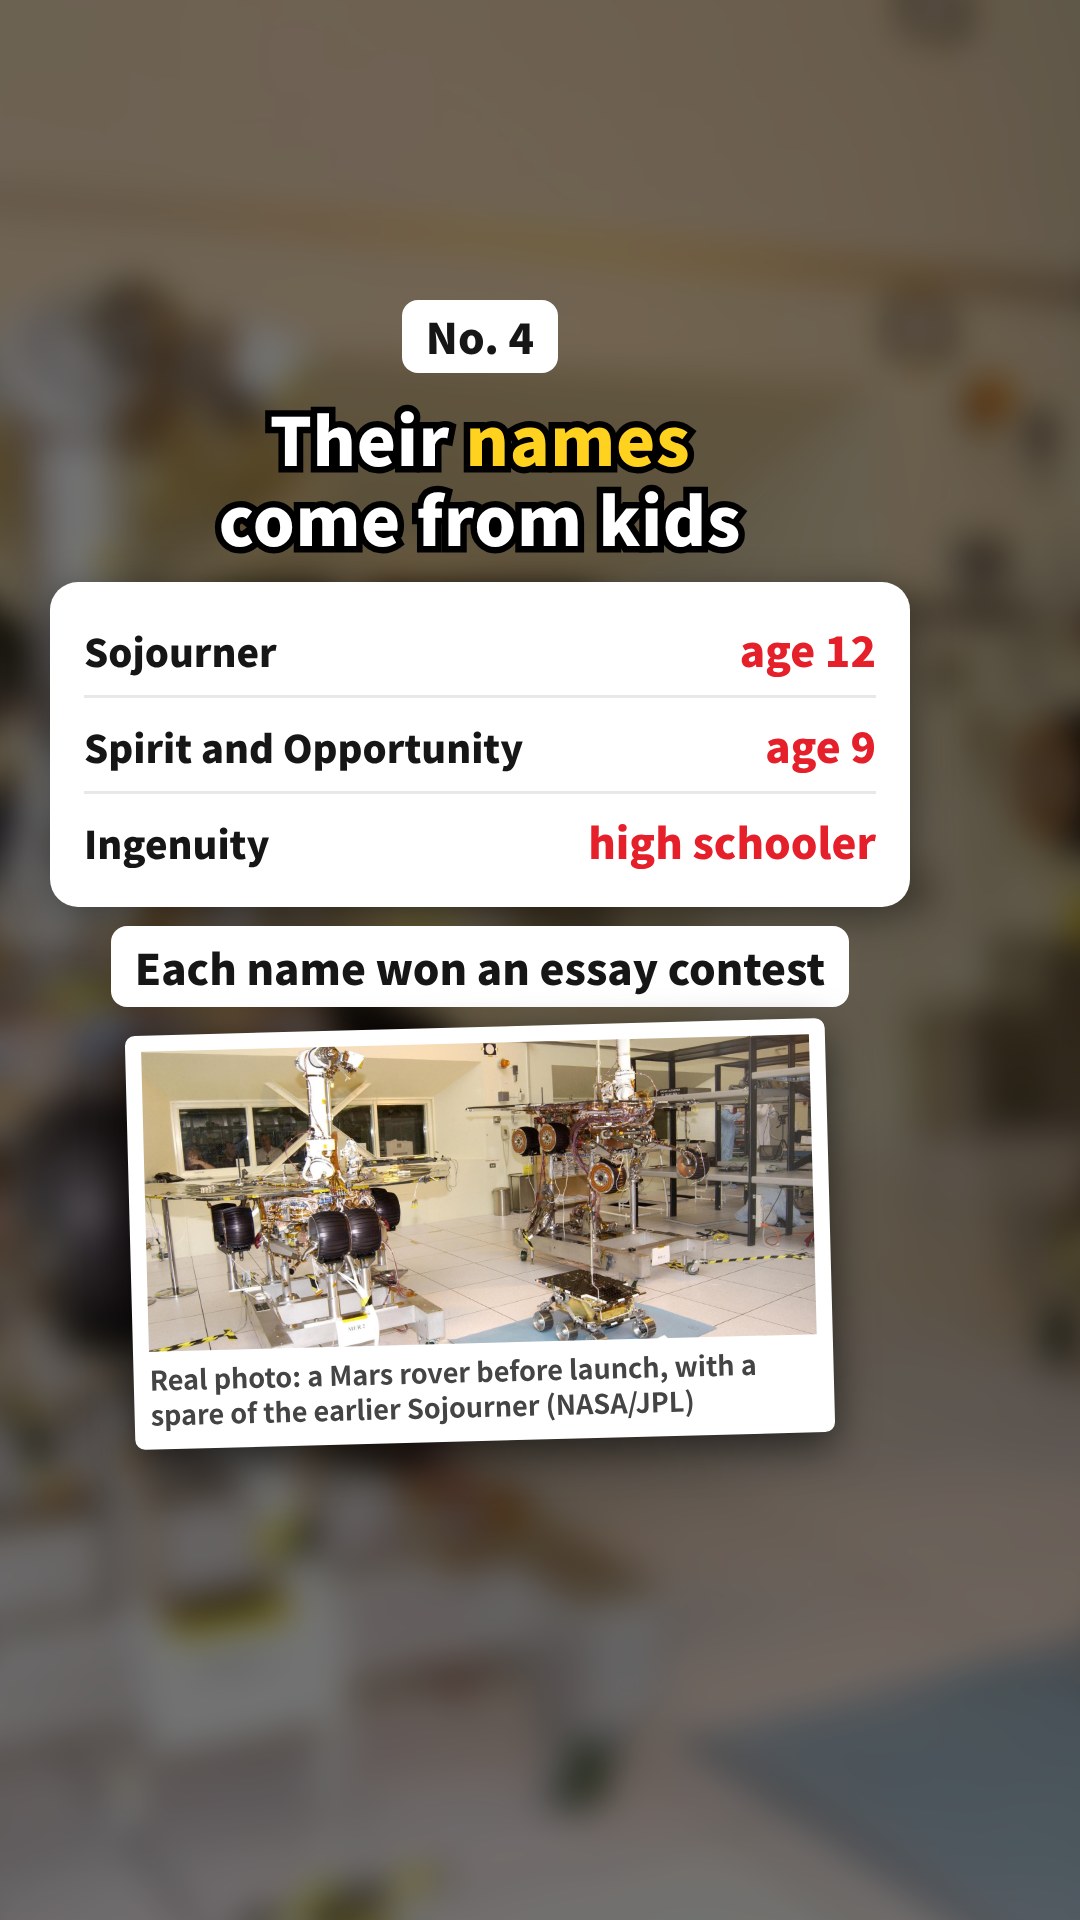 No. 4
Their names
come from kids
Sojourner age 12
Spirit and Opportunity age 9
Ingenuity high schooler
Each name won an essay contest
Real photo: a Mars rover before launch, with a
spare of the earlier Sojourner (NASA/JPL)